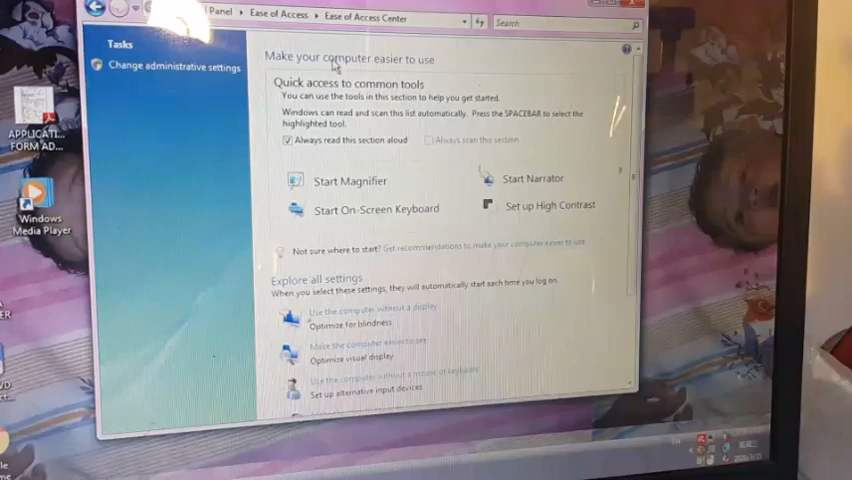 Panel ▸ Ease of Access ▸ Ease of Access Center
Search
Tasks
Change administrative settings
Make your computer easier to use
Quick access to common tools
You can use the tools in this section to help you get started.
Windows can read and scan this list automatically. Press the SPACEBAR to select the
highlighted tool.
Always read this section aloud
Always scan this section
Start Magnifier
Start Narrator
Start On-Screen Keyboard
Set up High Contrast
Not sure where to start? Get recommendations to make your computer easier to use
Explore all settings
When you select these settings, they will automatically start each time you log on.
Use the computer without a display
Optimize for blindness
Make the computer easier to see
Optimize visual display
Use the computer without a mouse or keyboard
Set up alternative input devices
APPLICATI...
FORM AD...
Windows
Media Player